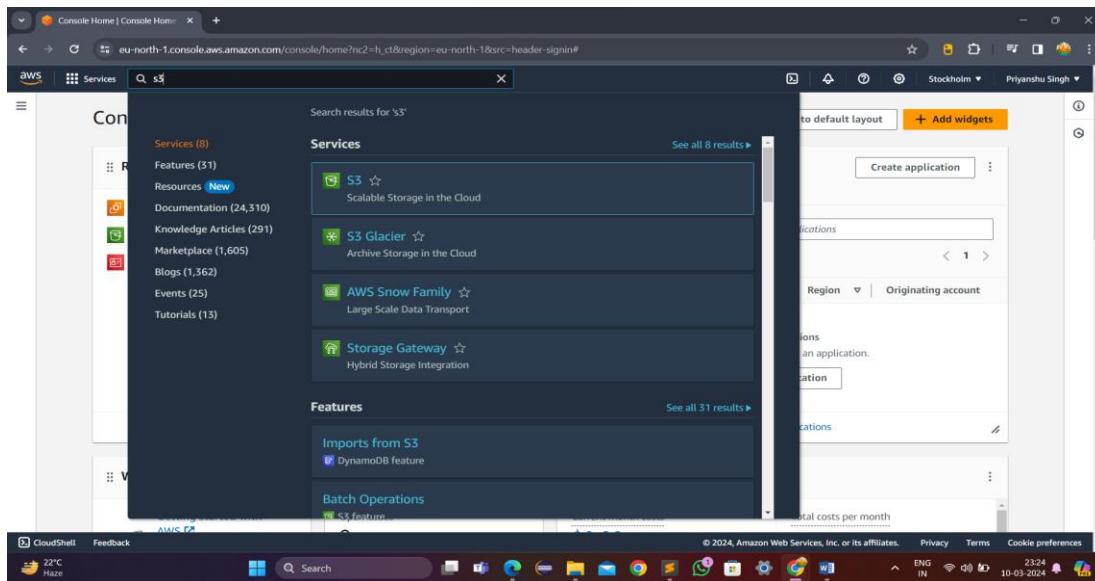 Console Home | Console Home
eu-north-1.console.aws.amazon.com/console/home?nc2=h_ct&region=eu-north-1&src=header-signin#
aws
Services
s3
Stockholm
Priyanshu Singh
Con
to default layout
+ Add widgets
Search results for 's3'
Services (8)
Features (31)
Resources New
Documentation (24,310)
Knowledge Articles (291)
Marketplace (1,605)
Blogs (1,362)
Events (25)
Tutorials (13)
Services
See all 8 results
S3
Scalable Storage in the Cloud
S3 Glacier
Archive Storage in the Cloud
AWS Snow Family
Large Scale Data Transport
Storage Gateway
Hybrid Storage Integration
Features
See all 31 results
Imports from S3
DynamoDB feature
Batch Operations
S3 feature
R
Create application
lications
1
Region
Originating account
ions
an application.
cation
cations
W
AWS
tal costs per month
CloudShell
Feedback
© 2024, Amazon Web Services, Inc. or its affiliates.
Privacy
Terms
Cookie preferences
22°C
Haze
Search
ENG
IN
23:24
10-03-2024